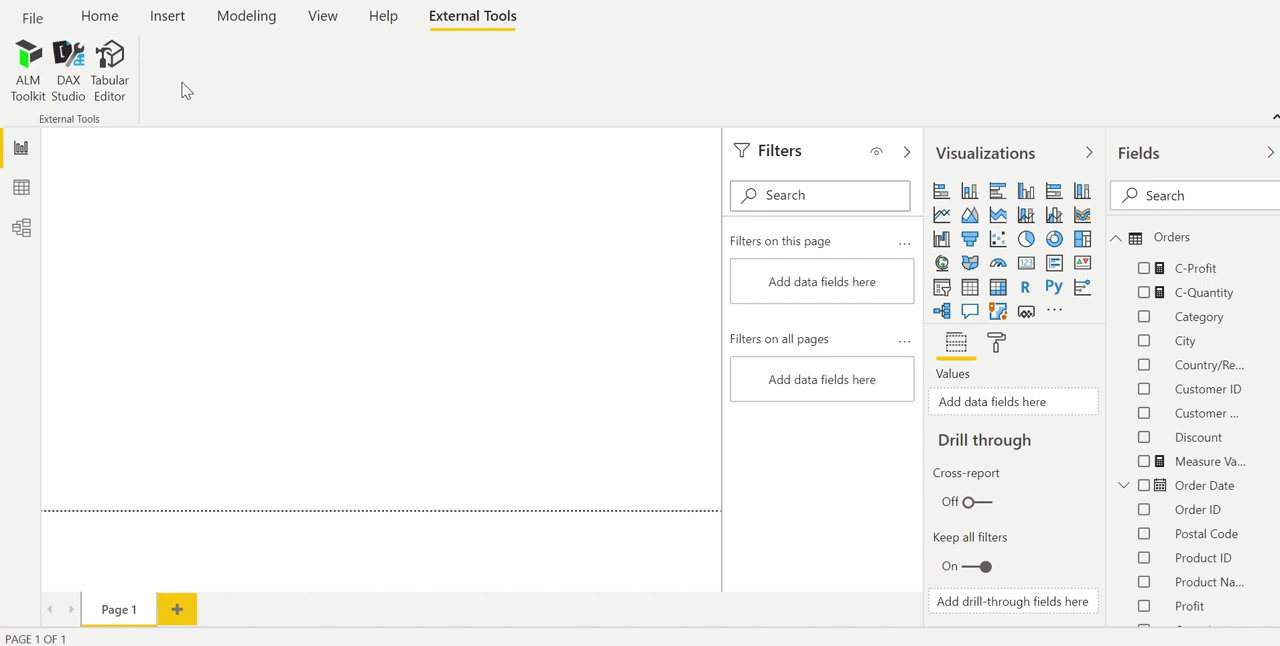 File
Home
Insert
Modeling
View
Help
External Tools
ALM
Toolkit
DAX
Studio
Tabular
Editor
External Tools
Filters
Search
Filters on this page
...
Add data fields here
Filters on all pages
...
Add data fields here
Visualizations
123
R
Py
...
Values
Add data fields here
Drill through
Cross-report
Off
Keep all filters
On
Add drill-through fields here
Fields
Search
Orders
C-Profit
C-Quantity
Category
City
Country/Re...
Customer ID
Customer ...
Discount
Measure Va...
Order Date
Order ID
Postal Code
Product ID
Product Na...
Profit
Page 1
+
PAGE 1 OF 1